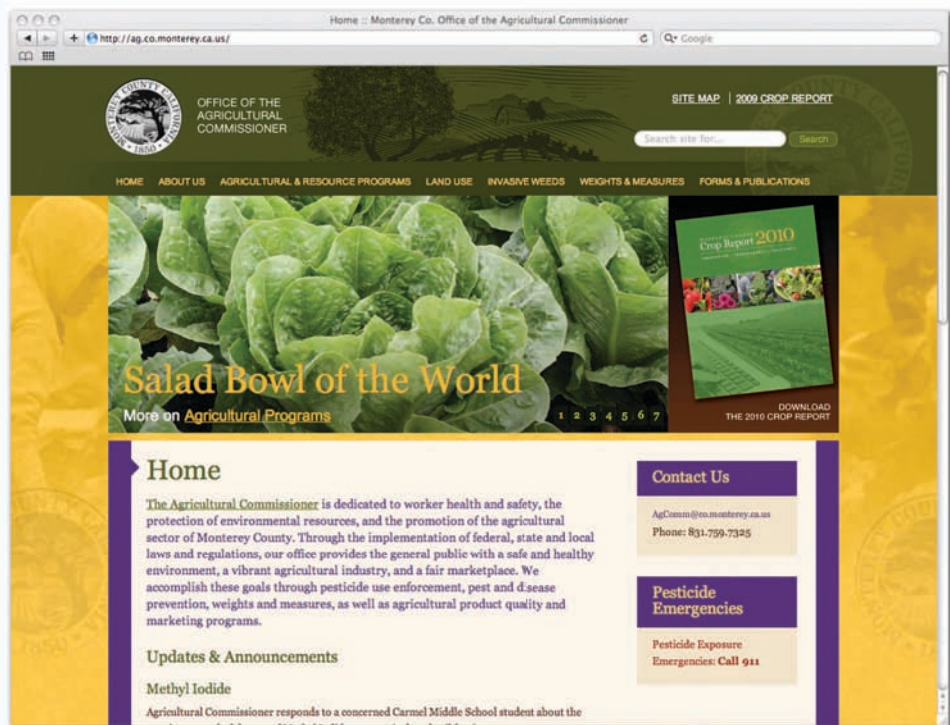 Home :: Monterey Co. Office of the Agricultural Commissioner
http://ag.co.monterey.ca.us/
Google
MONTEREY COUNTY CALIFORNIA
1850
OFFICE OF THE
AGRICULTURAL
COMMISSIONER
SITE MAP | 2009 CROP REPORT
Search site for...
Search
HOME ABOUT US AGRICULTURAL & RESOURCE PROGRAMS LAND USE INVASIVE WEEDS WEIGHTS & MEASURES FORMS & PUBLICATIONS
Crop Report 2010
Salad Bowl of the World
More on Agricultural Programs
1 2 3 4 5 6 7
DOWNLOAD
THE 2010 CROP REPORT
Home
The Agricultural Commissioner is dedicated to worker health and safety, the
protection of environmental resources, and the promotion of the agricultural
sector of Monterey County. Through the implementation of federal, state and local
laws and regulations, our office provides the general public with a safe and healthy
environment, a vibrant agricultural industry, and a fair marketplace. We
accomplish these goals through pesticide use enforcement, pest and disease
prevention, weights and measures, as well as agricultural product quality and
marketing programs.
Updates & Announcements
Methyl Iodide
Agricultural Commissioner responds to a concerned Carmel Middle School student about the
Contact Us
AgComm@co.monterey.ca.us
Phone: 831.759.7325
Pesticide
Emergencies
Pesticide Exposure
Emergencies: Call 911